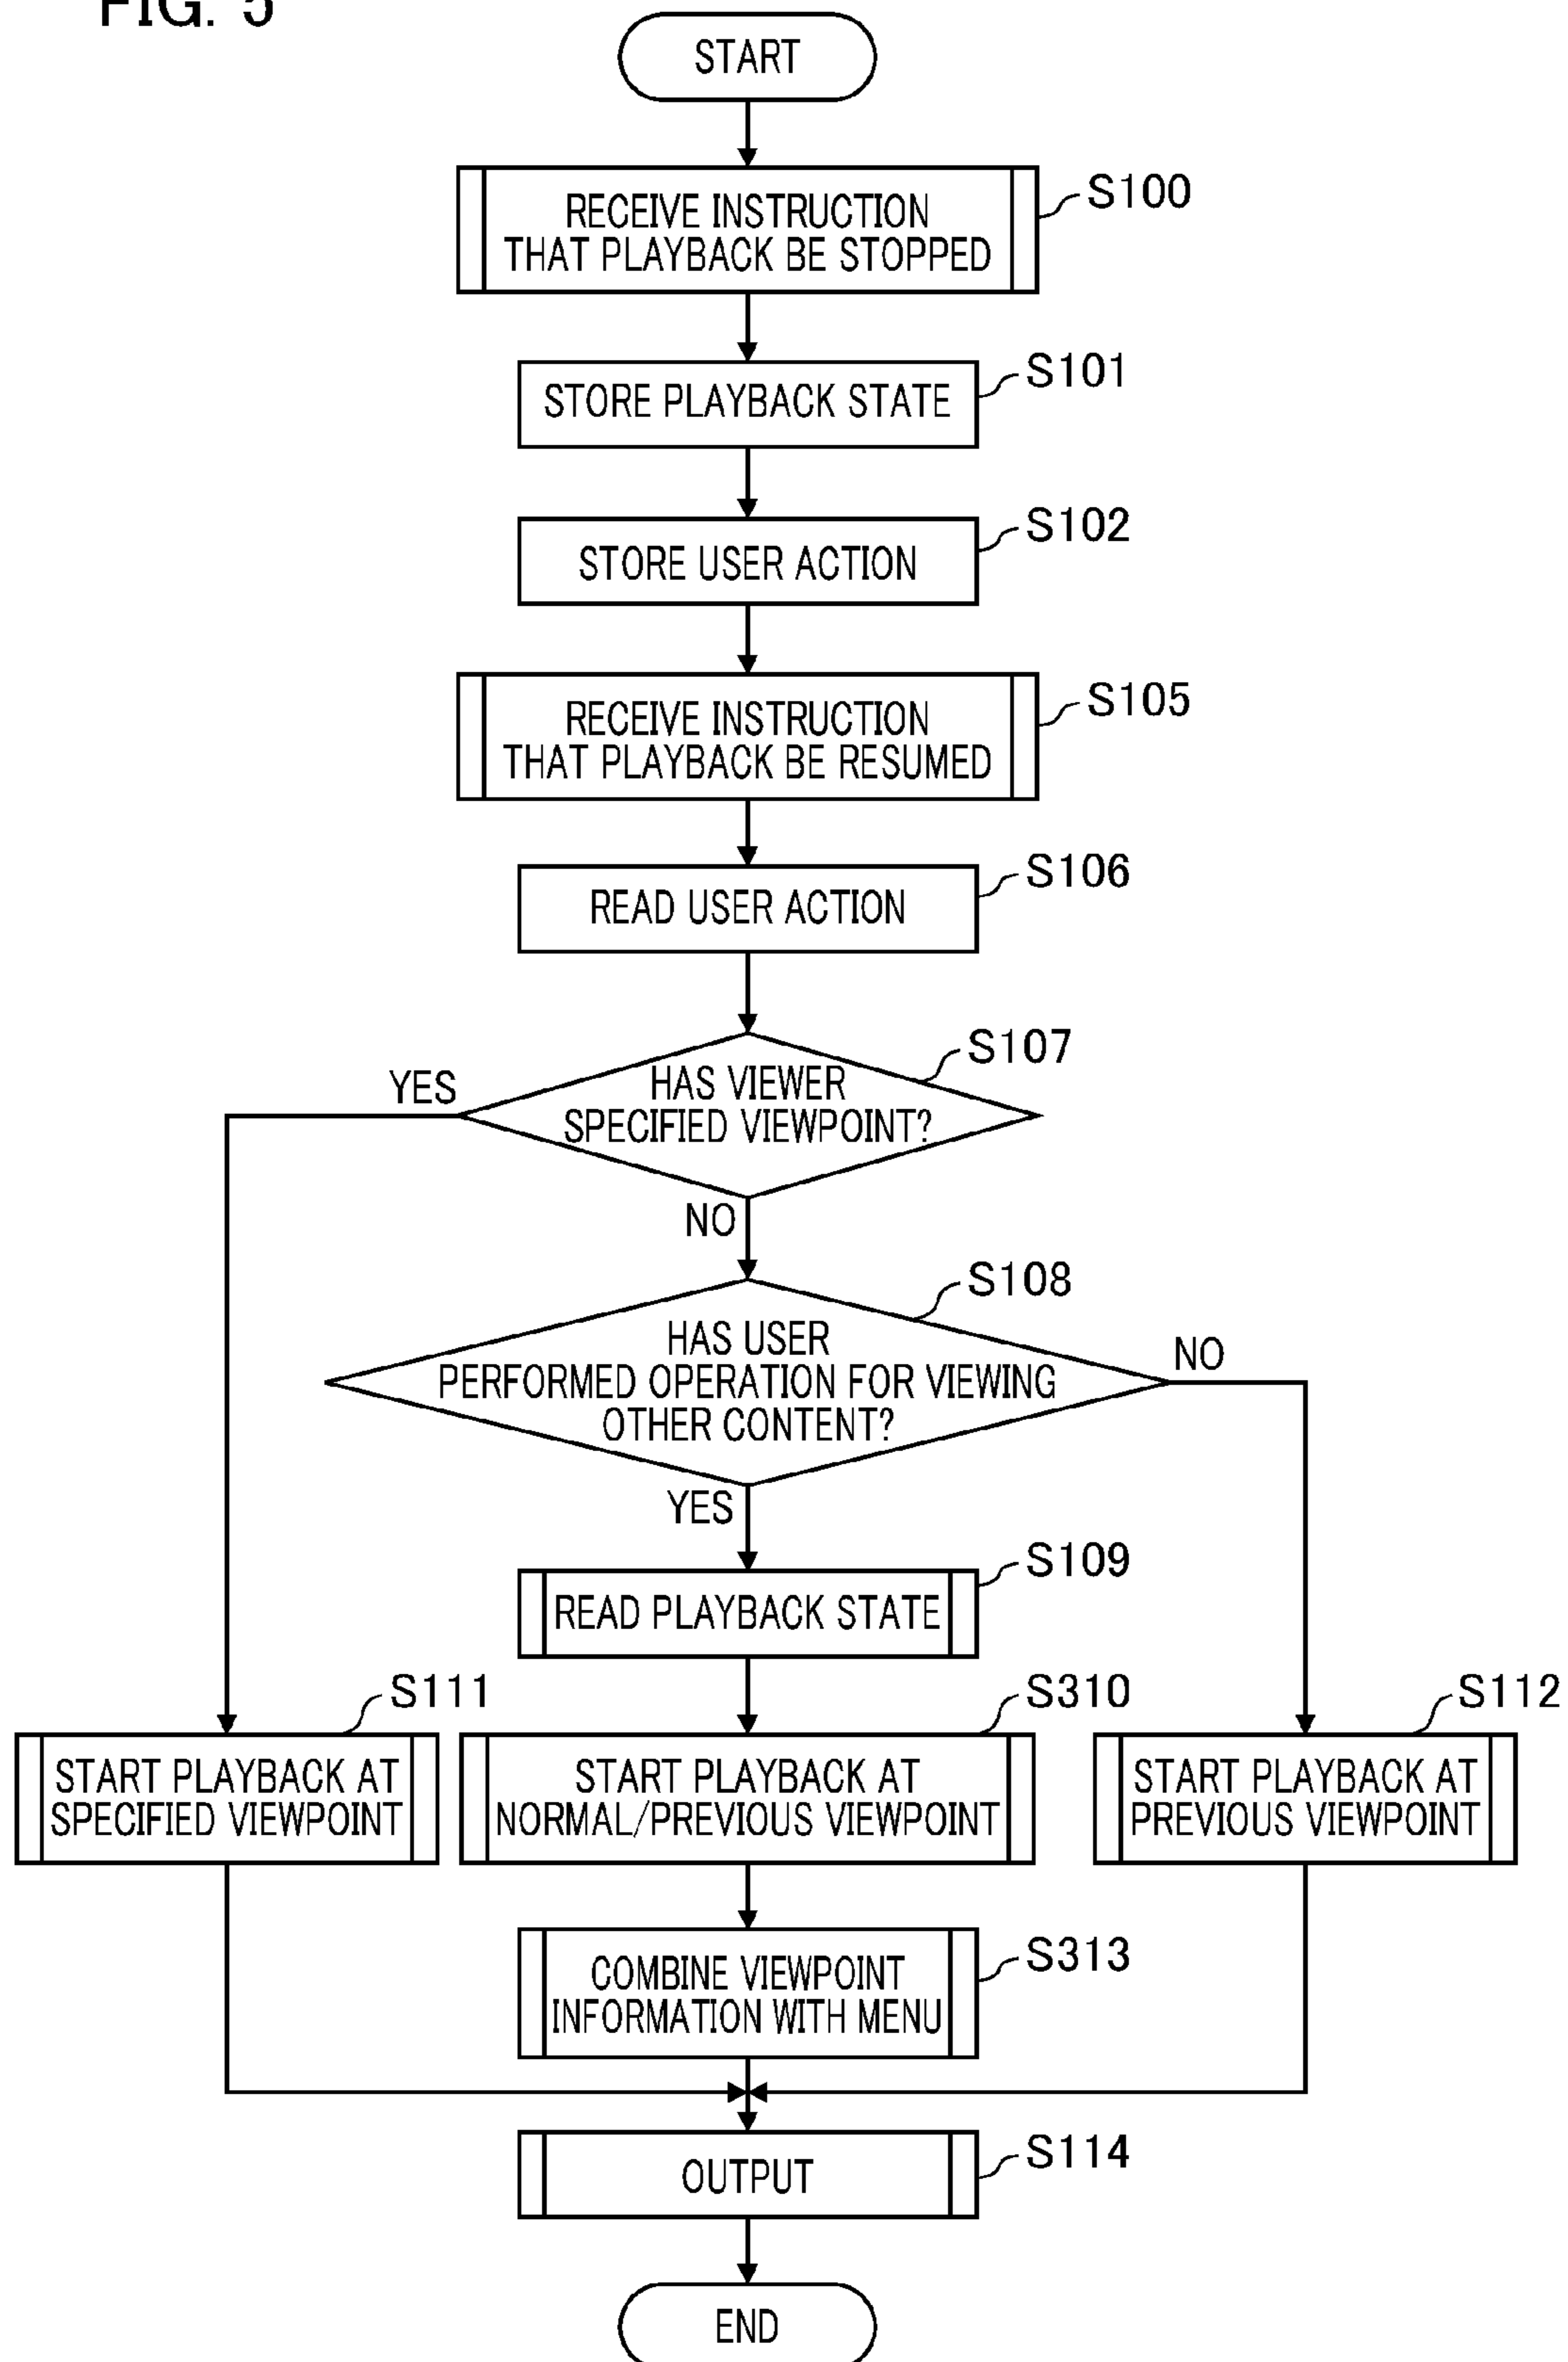 FIG. 5
START
RECEIVE INSTRUCTION
THAT PLAYBACK BE STOPPED
S100
STORE PLAYBACK STATE
S101
STORE USER ACTION
S102
RECEIVE INSTRUCTION
THAT PLAYBACK BE RESUMED
S105
READ USER ACTION
S106
HAS VIEWER
SPECIFIED VIEWPOINT?
S107
YES
NO
HAS USER
PERFORMED OPERATION FOR VIEWING
OTHER CONTENT?
S108
NO
YES
READ PLAYBACK STATE
S109
START PLAYBACK AT
SPECIFIED VIEWPOINT
S111
START PLAYBACK AT
NORMAL/PREVIOUS VIEWPOINT
S310
START PLAYBACK AT
PREVIOUS VIEWPOINT
S112
COMBINE VIEWPOINT
INFORMATION WITH MENU
S313
OUTPUT
S114
END